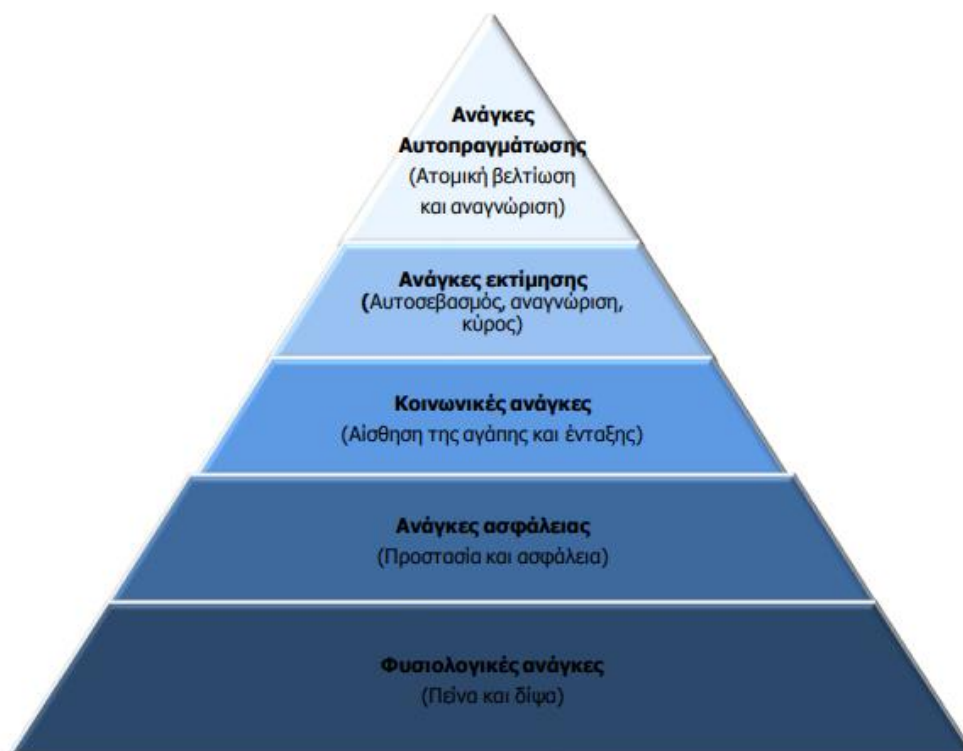 Ανάγκες
Αυτοπραγμάτωσης
(Ατομική βελτίωση
και αναγνώριση)
Ανάγκες εκτίμησης
(Αυτοσεβασμός, αναγνώριση,
κύρος)
Κοινωνικές ανάγκες
(Αίσθηση της αγάπης και ένταξης)
Ανάγκες ασφάλειας
(Προστασία και ασφάλεια)
Φυσιολογικές ανάγκες
(Πείνα και δίψα)